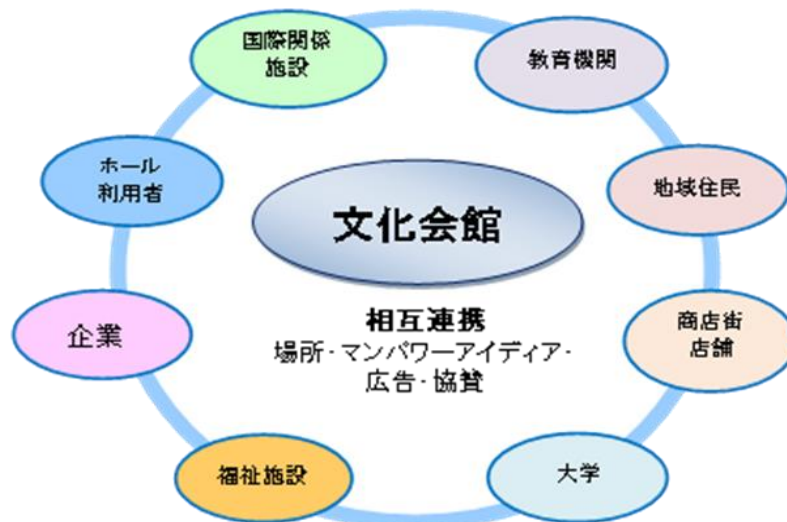 国際関係
施設
教育機関
ホール
利用者
地域住民
文化会館
企業
相互連携
場所・マンパワーアイディア・
広告・協賛
商店街
店舗
福祉施設
大学